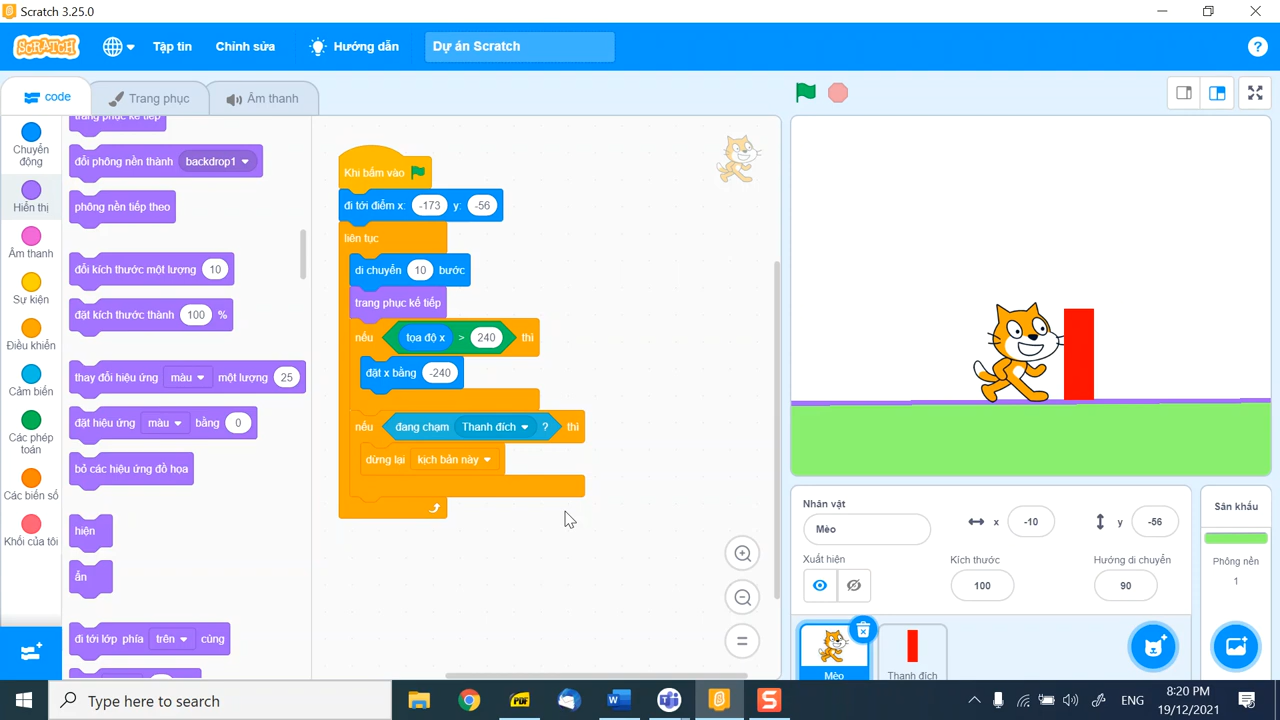 Scratch 3.25.0
SCRATCH Tập tin Chỉnh sửa Hướng dẫn Dự án Scratch ?
code Trang phục Âm thanh
Chuyển động
Hiển thị
Âm thanh
Sự kiện
Điều khiển
Cảm biến
Các phép toán
Các biến số
Khối của tôi
trang phục kế tiếp
đổi phông nền thành backdrop1
phông nền tiếp theo
đổi kích thước một lượng 10
đặt kích thước thành 100 %
thay đổi hiệu ứng màu một lượng 25
đặt hiệu ứng màu bằng 0
bỏ các hiệu ứng đồ họa
hiện
ẩn
đi tới lớp phía trên cùng
Khi bấm vào
đi tới điểm x: -173 y: -56
liên tục
di chuyển 10 bước
trang phục kế tiếp
nếu tọa độ x > 240 thì
đặt x bằng -240
nếu đang chạm Thanh đích ? thì
dừng lại kịch bản này
Nhân vật
Mèo
x -10 y -56
Xuất hiện
Kích thước
100
Hướng di chuyển
90
Mèo
Thanh đích
Sân khấu
Phông nền
1
Type here to search
PDF
ENG
8:20 PM
19/12/2021